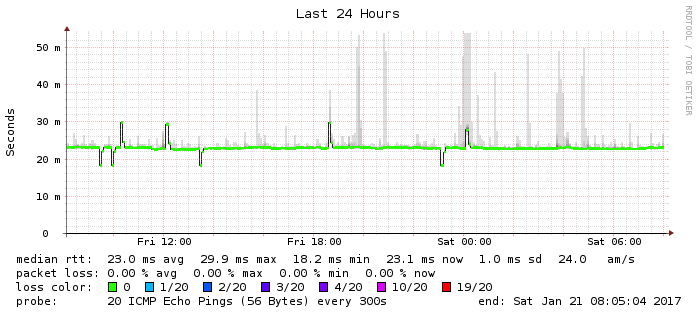 Last 24 Hours
RRDTOOL / TOBI OETIKER
Seconds
50 m
40 m
30 m
20 m
10 m
0
Fri 12:00 Fri 18:00 Sat 00:00 Sat 06:00
median rtt: 23.0 ms avg 29.9 ms max 18.2 ms min 23.1 ms now 1.0 ms sd 24.0 am/s
packet loss: 0.00 % avg 0.00 % max 0.00 % min 0.00 % now
loss color: 0 1/20 2/20 3/20 4/20 10/20 19/20
probe: 20 ICMP Echo Pings (56 Bytes) every 300s end: Sat Jan 21 08:05:04 2017